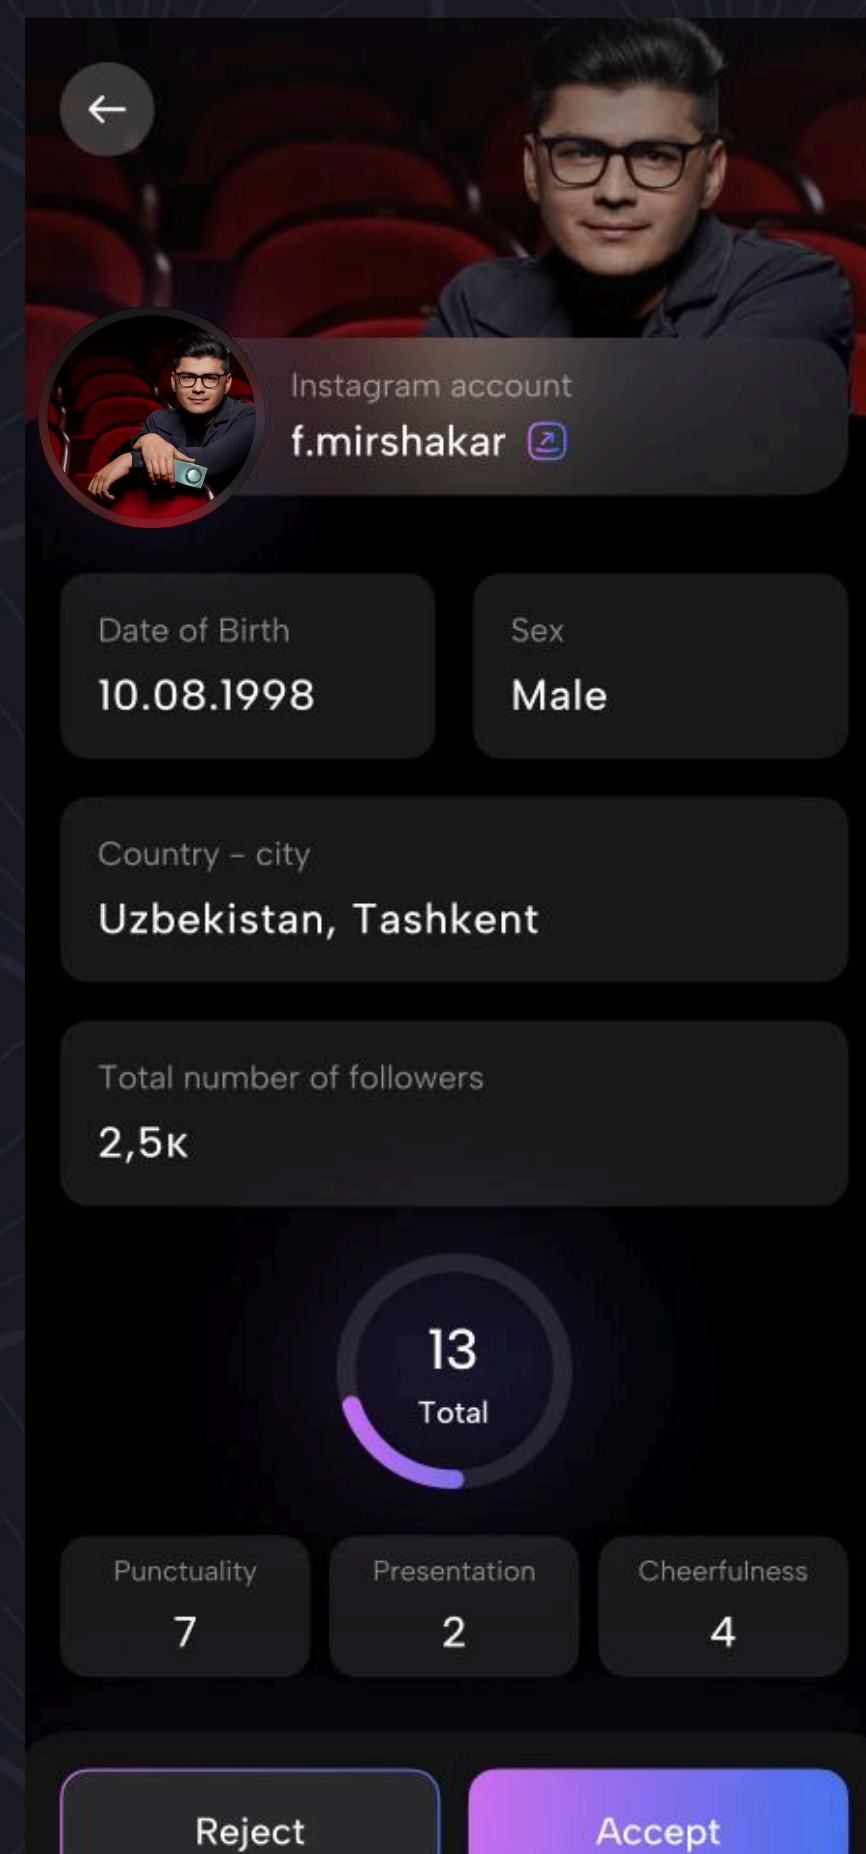 Instagram account
f.mirshakar
Date of Birth
10.08.1998
Sex
Male
Country – city
Uzbekistan, Tashkent
Total number of followers
2,5к
13
Total
Punctuality
7
Presentation
2
Cheerfulness
4
Reject
Accept